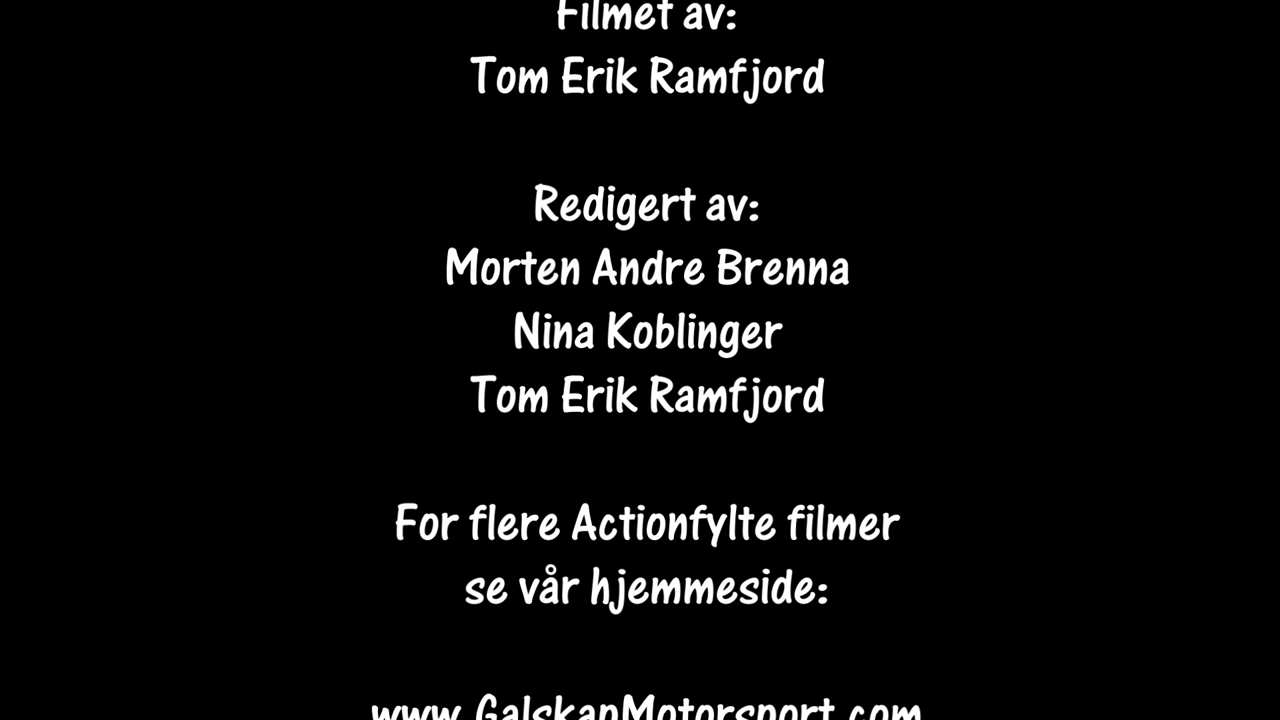 Filmet av:
Tom Erik Ramfjord
Redigert av:
Morten Andre Brenna
Nina Koblinger
Tom Erik Ramfjord
For flere Actionfylte filmer
se vår hjemmeside:
www.GalskapMotorsport.com